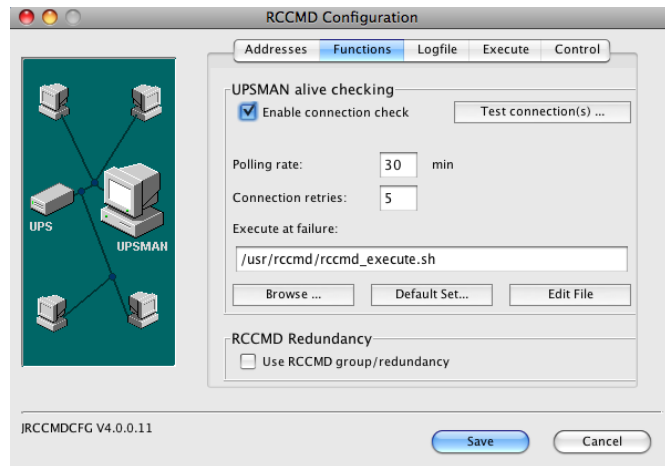 RCCMD Configuration
Addresses Functions Logfile Execute Control
UPSMAN alive checking
Enable connection check Test connection(s) ...
Polling rate: 30 min
Connection retries: 5
Execute at failure:
/usr/rccmd/rccmd_execute.sh
Browse ... Default Set... Edit File
RCCMD Redundancy
Use RCCMD group/redundancy
UPS
UPSMAN
JRCCMDCFG V4.0.0.11
Save Cancel